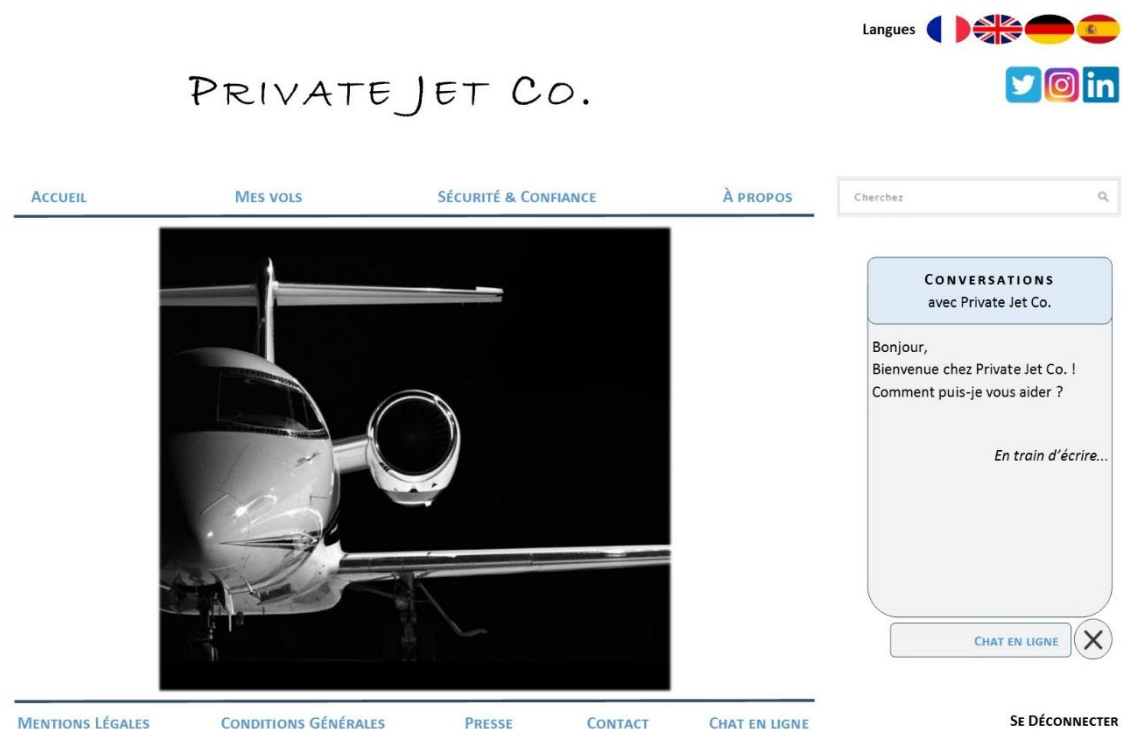 Langues
PRIVATE JET CO.
in
ACCUEIL
MES VOLS
SÉCURITÉ & CONFIANCE
À PROPOS
Cherchez
CONVERSATIONS
avec Private Jet Co.
Bonjour,
Bienvenue chez Private Jet Co. !
Comment puis-je vous aider ?
En train d'écrire...
CHAT EN LIGNE
MENTIONS LÉGALES
CONDITIONS GÉNÉRALES
PRESSE
CONTACT
CHAT EN LIGNE
SE DÉCONNECTER